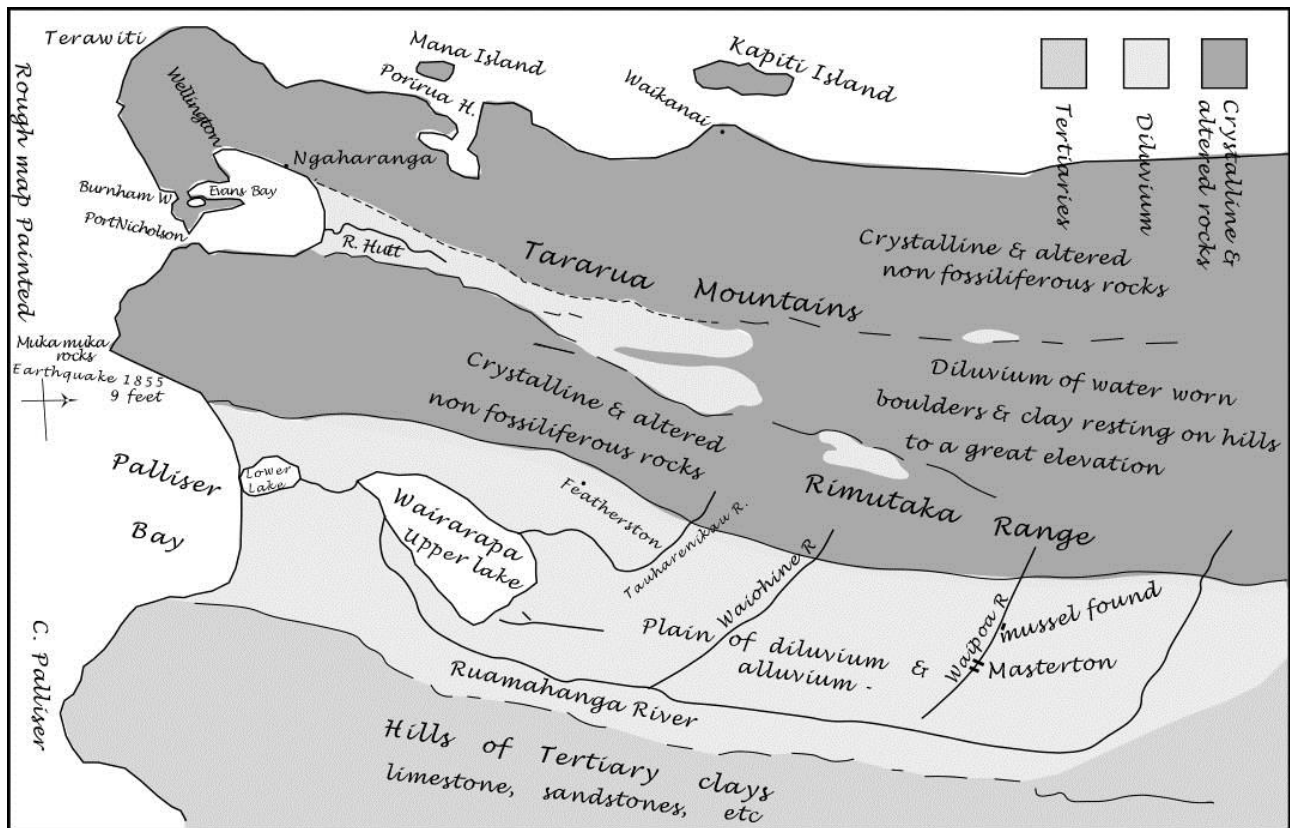 Terawiti
Mana Island
Kapiti Island
Porirua H.
Waikanai
Wellington
Ngaharanga
Rough map Painted
Tertiaries
Diluvium
Crystalline &
altered rocks
Burnham W
Evans Bay
PortNicholson
R. Hutt
Tararua Mountains
Crystalline & altered
non fossiliferous rocks
Muka muka
rocks
Earthquake 1855
9 feet
Crystalline & altered
non fossiliferous rocks
Diluvium of water worn
boulders & clay resting on hills
to a great elevation
Palliser
Bay
Lower
Lake
Wairarapa
Upper lake
Featherston
Tauharenikau R.
Rimutaka Range
Waiohine R
Waipoa R.
mussel found
Masterton
Plain of diluvium &
alluvium -
Ruamahanga River
C. Palliser
Hills of Tertiary clays
limestone, sandstones, etc